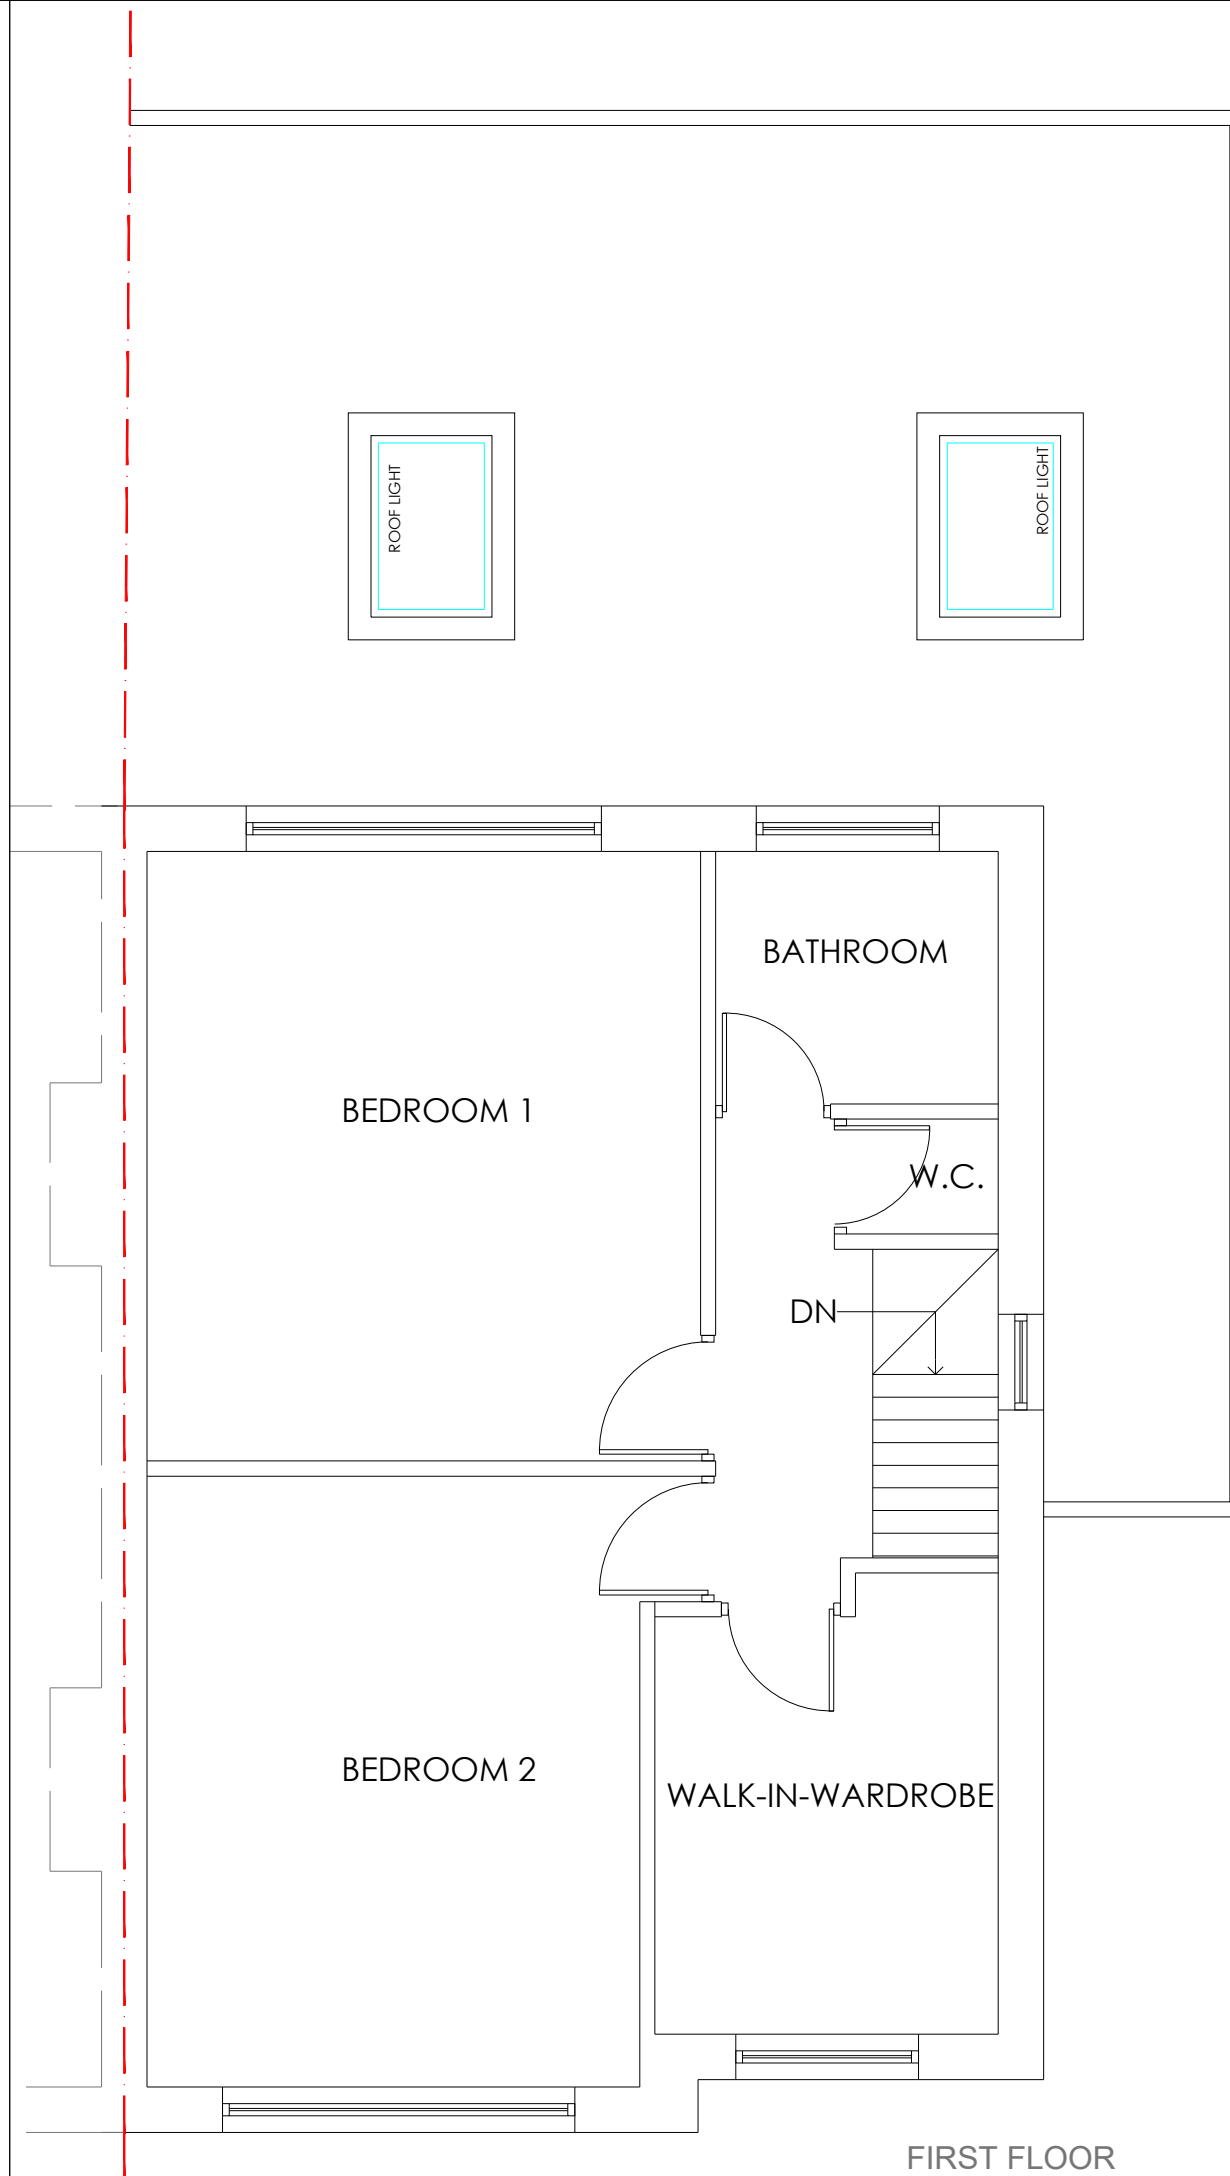 ROOF LIGHT
ROOF LIGHT
BATHROOM
BEDROOM 1
W.C.
DN
BEDROOM 2
WALK-IN-WARDROBE
FIRST FLOOR